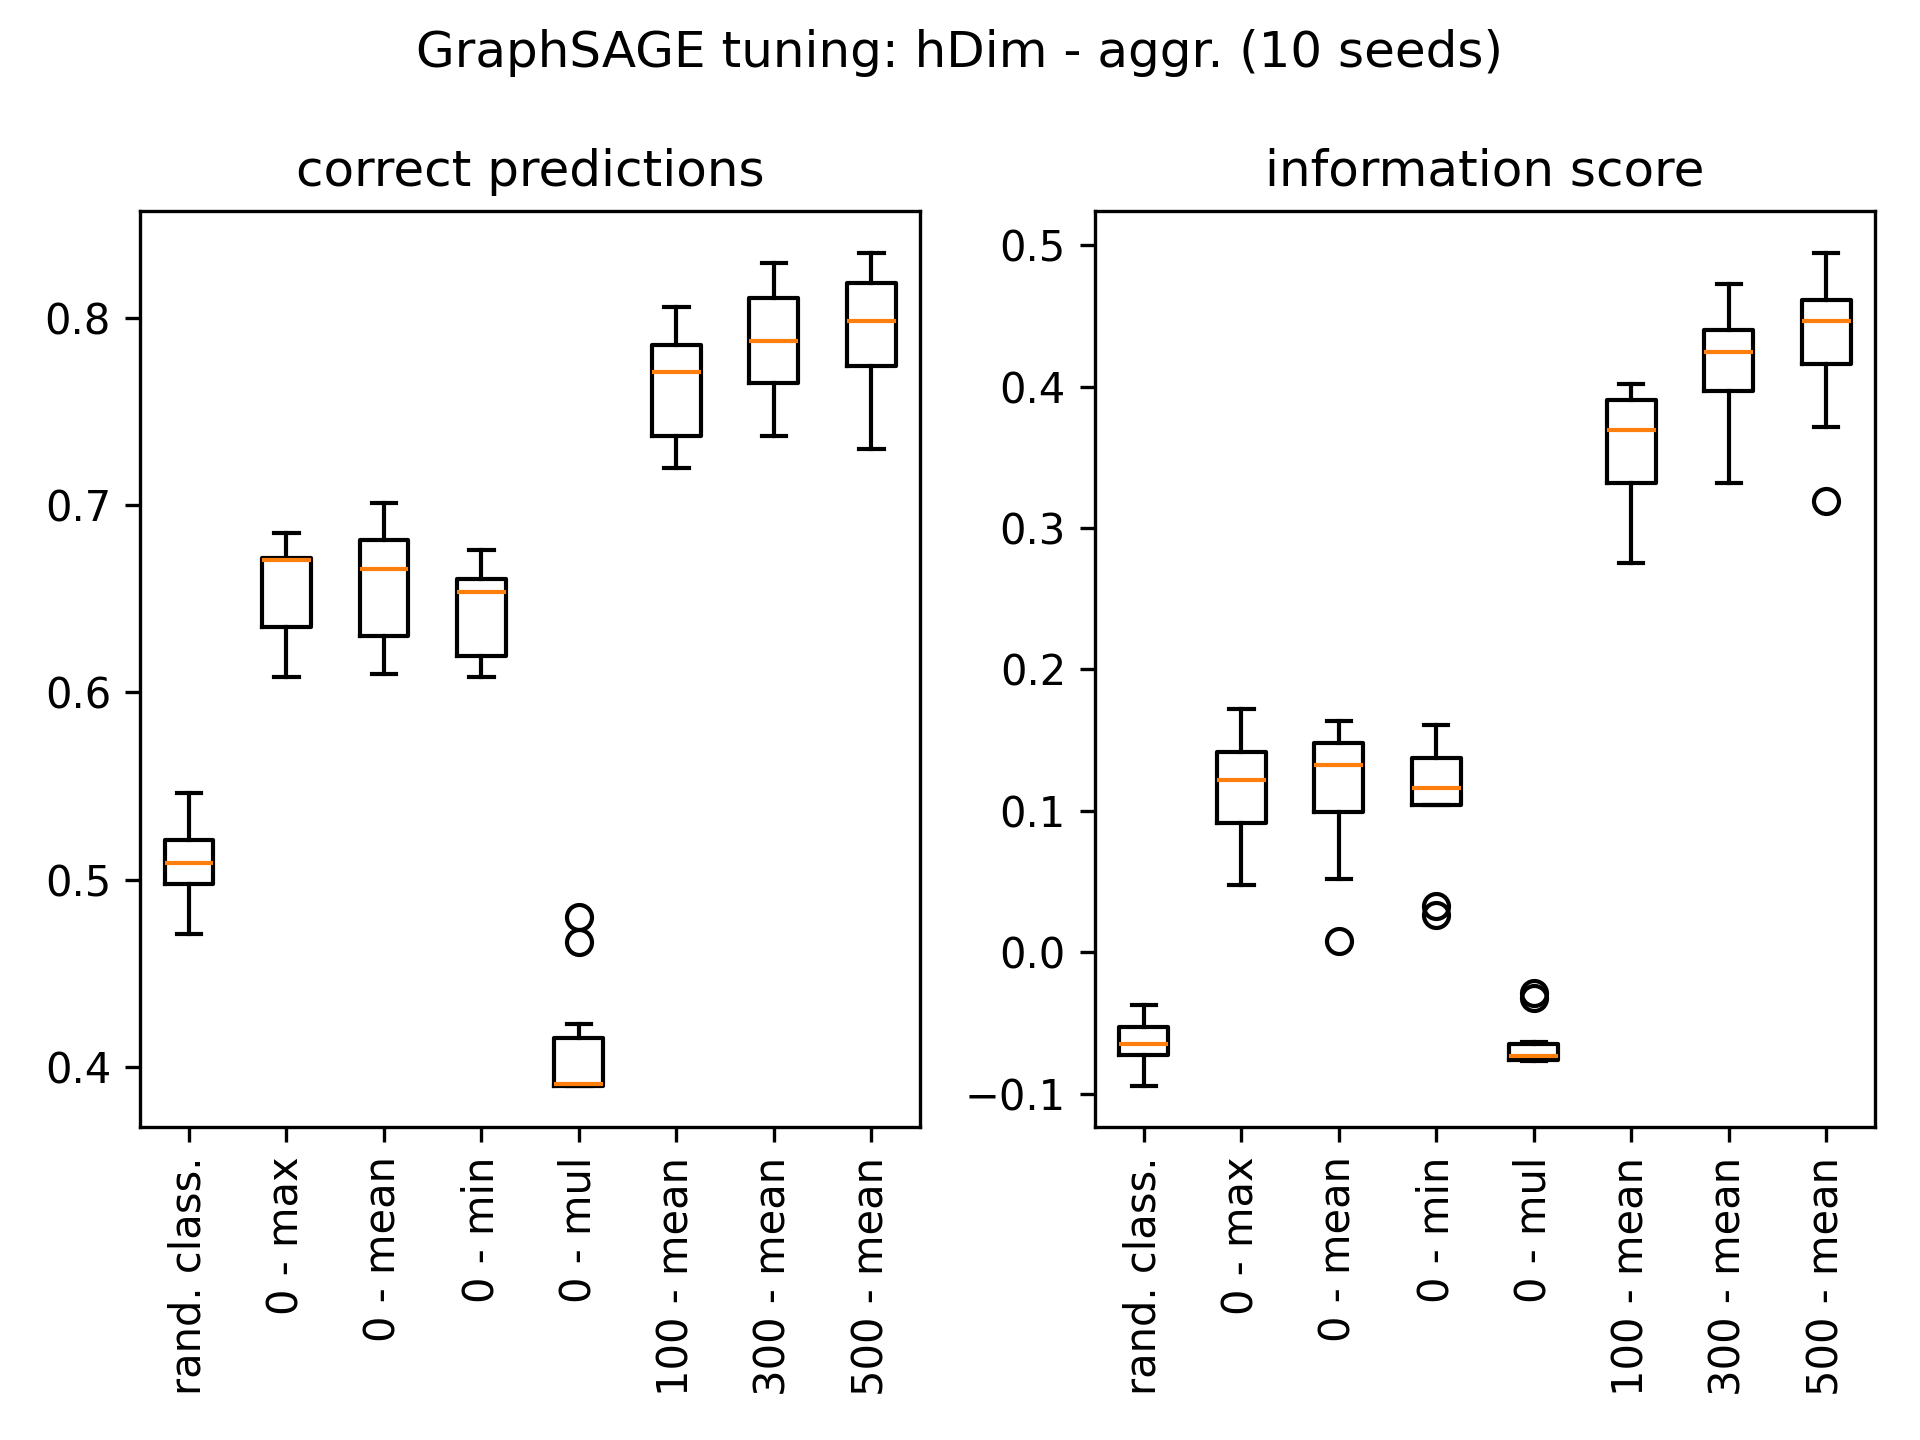 GraphSAGE tuning: hDim - aggr. (10 seeds)
correct predictions
0.8
0.7
0.6
0.5
0.4
rand. class.
0 - max
0 - mean
0 - min
0 - mul
100 - mean
300 - mean
500 - mean
information score
0.5
0.4
0.3
0.2
0.1
0.0
−0.1
rand. class.
0 - max
0 - mean
0 - min
0 - mul
100 - mean
300 - mean
500 - mean